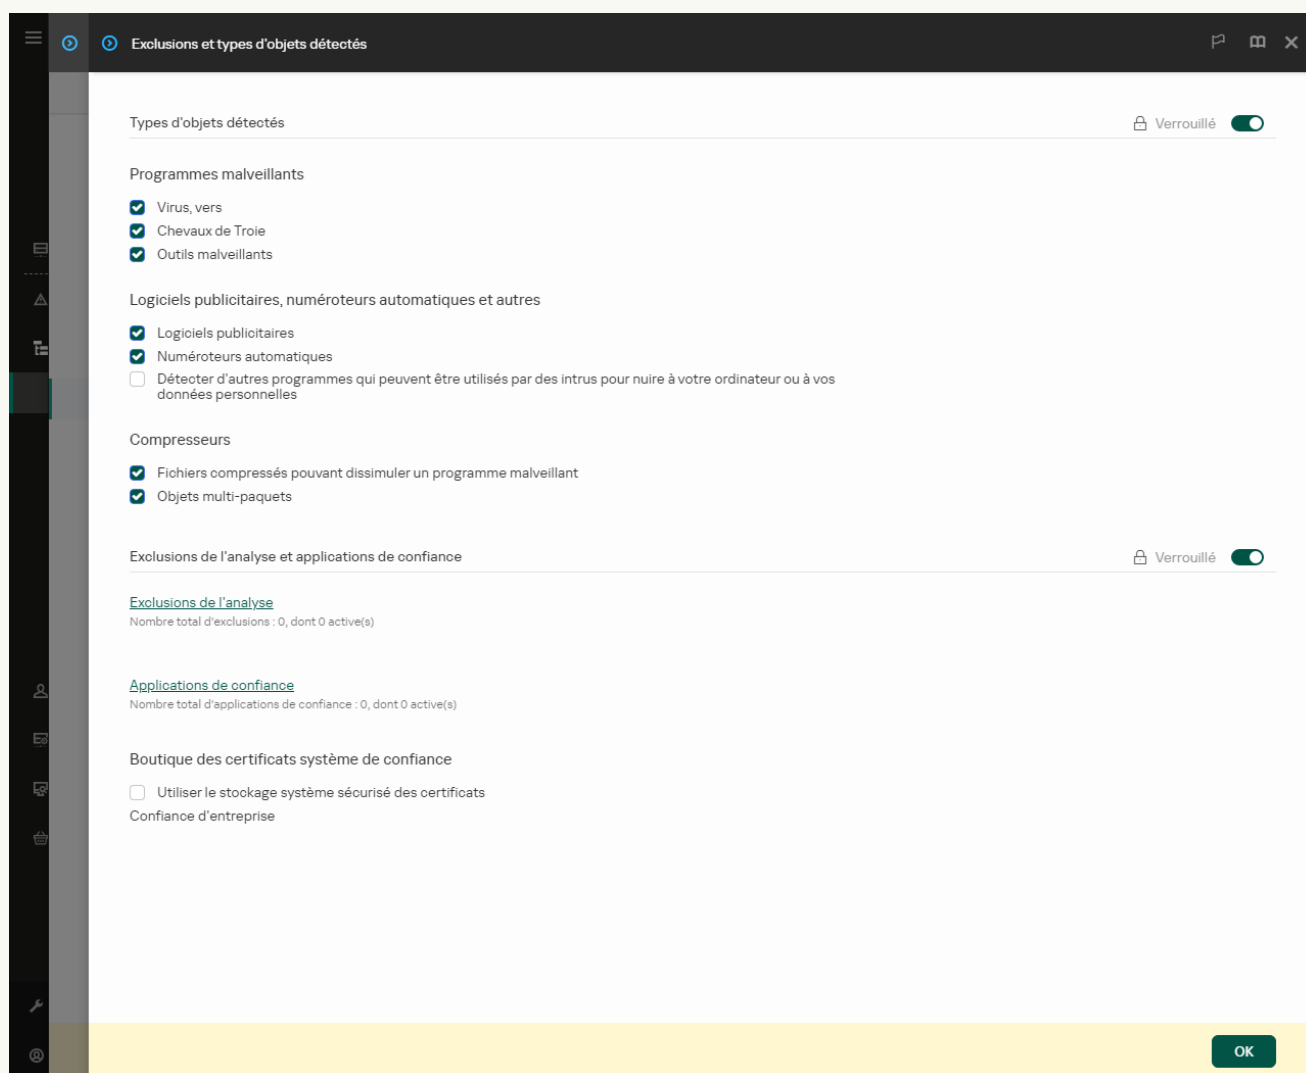 Exclusions et types d'objets détectés
Types d'objets détectés
Verrouillé
Programmes malveillants
Virus, vers
Chevaux de Troie
Outils malveillants
Logiciels publicitaires, numéroteurs automatiques et autres
Logiciels publicitaires
Numéroteurs automatiques
Détecter d'autres programmes qui peuvent être utilisés par des intrus pour nuire à votre ordinateur ou à vos
données personnelles
Compresseurs
Fichiers compressés pouvant dissimuler un programme malveillant
Objets multi-paquets
Exclusions de l'analyse et applications de confiance
Verrouillé
Exclusions de l'analyse
Nombre total d'exclusions : 0, dont 0 active(s)
Applications de confiance
Nombre total d'applications de confiance : 0, dont 0 active(s)
Boutique des certificats système de confiance
Utiliser le stockage système sécurisé des certificats
Confiance d'entreprise
OK